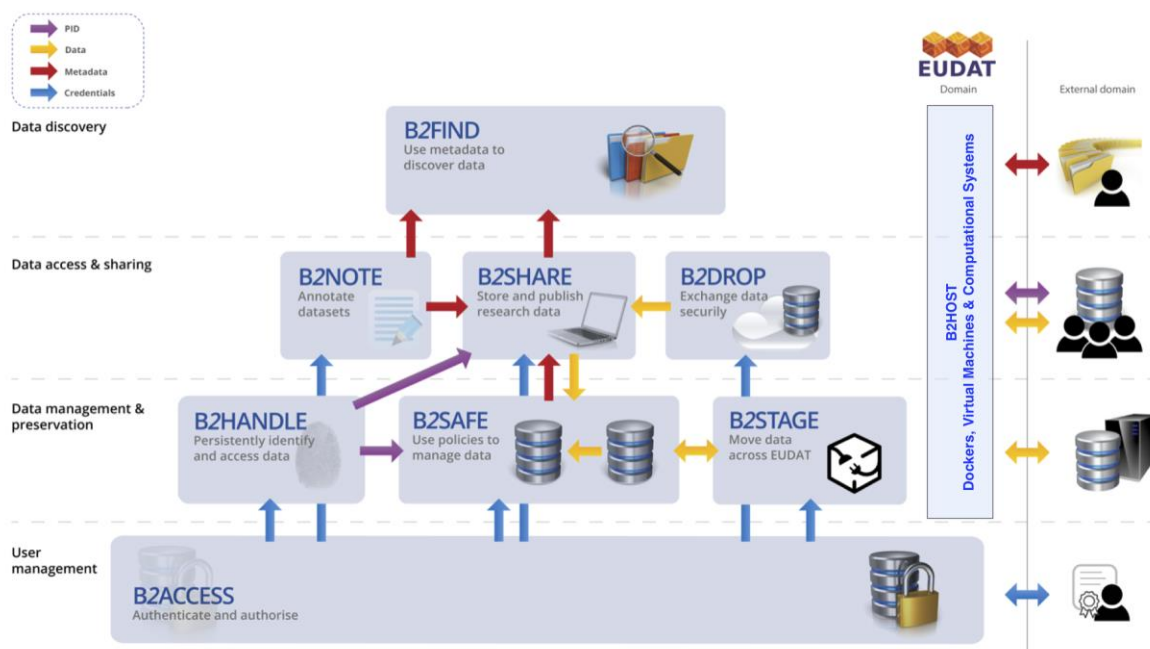 PID
Data
Metadata
Credentials
EUDAT
Domain
External domain
Data discovery
B2FIND
Use metadata to
discover data
Data access & sharing
B2NOTE
Annotate
datasets
B2SHARE
Store and publish
research data
B2DROP
Exchange data
security
B2HOST
Dockers, Virtual Machines & Computational Systems
Data management &
preservation
B2HANDLE
Persistently identify
and access data
B2SAFE
Use policies to
manage data
B2STAGE
Move data
across EUDAT
User
management
B2ACCESS
Authenticate and authorise